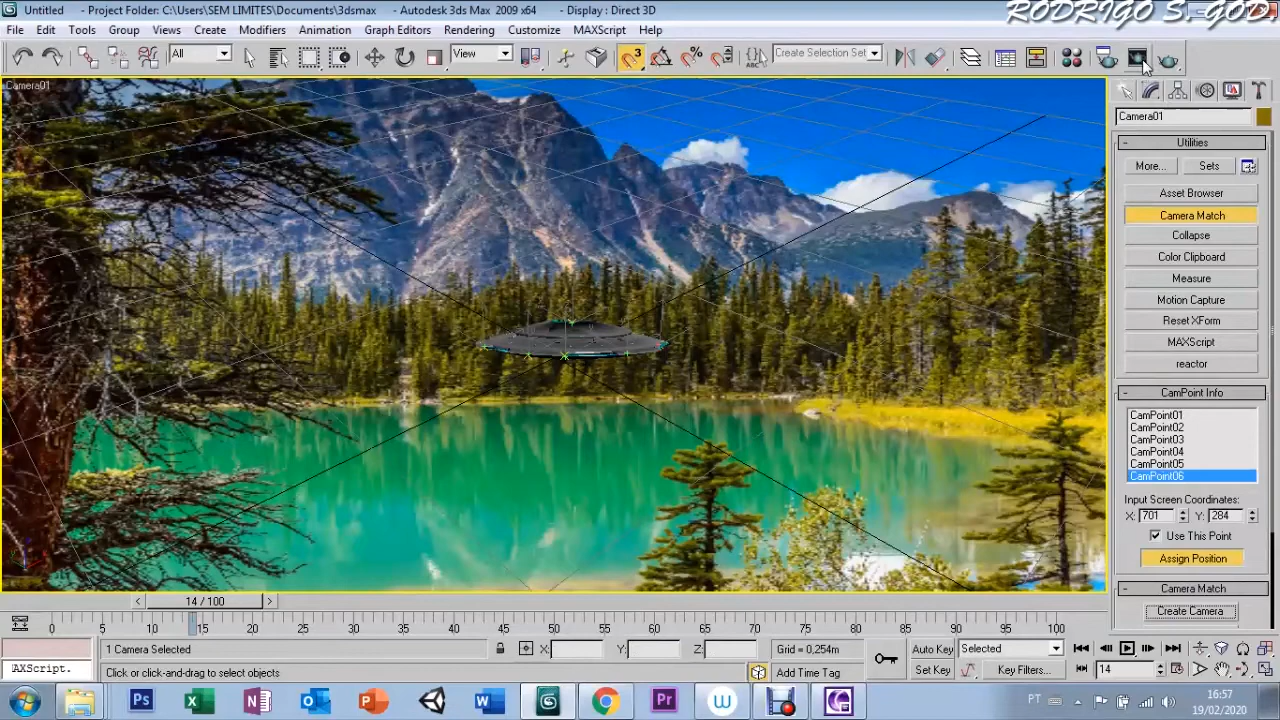 Untitled - Project Folder: C:\Users\SEM LIMITES\Documents\3dsmax - Autodesk 3ds Max 2009 x64 - Display : Direct 3D
RODRIGO S. GOD
File Edit Tools Group Views Create Modifiers Animation Graph Editors Rendering Customize MAXScript Help
All View 3 Create Selection Set
Camera01
Camera01
- Utilities
More... Sets
Asset Browser
Camera Match
Collapse
Color Clipboard
Measure
Motion Capture
Reset XForm
MAXScript
reactor
- CamPoint Info
CamPoint01
CamPoint02
CamPoint03
CamPoint04
CamPoint05
CamPoint06
Input Screen Coordinates:
X: 701 Y: 284
Use This Point
Assign Position
- Camera Match
Create Camera
< 14 / 100 >
0 5 10 15 20 25 30 35 40 45 50 55 60 65 70 75 80 85 90 95 100
1 Camera Selected X: Y: Z: Grid = 0,254m Auto Key Selected
AXScript. Click or click-and-drag to select objects Add Time Tag Set Key Key Filters... 14
Ps X N O P W Pr W PT 16:57
19/02/2020